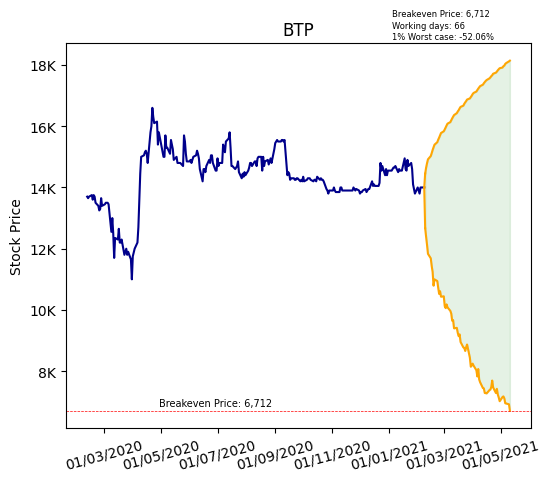 Breakeven Price: 6,712
Working days: 66
1% Worst case: -52.06%
BTP
Stock Price
18K
16K
14K
12K
10K
8K
Breakeven Price: 6,712
01/03/2020
01/05/2020
01/07/2020
01/09/2020
01/11/2020
01/01/2021
01/03/2021
01/05/2021